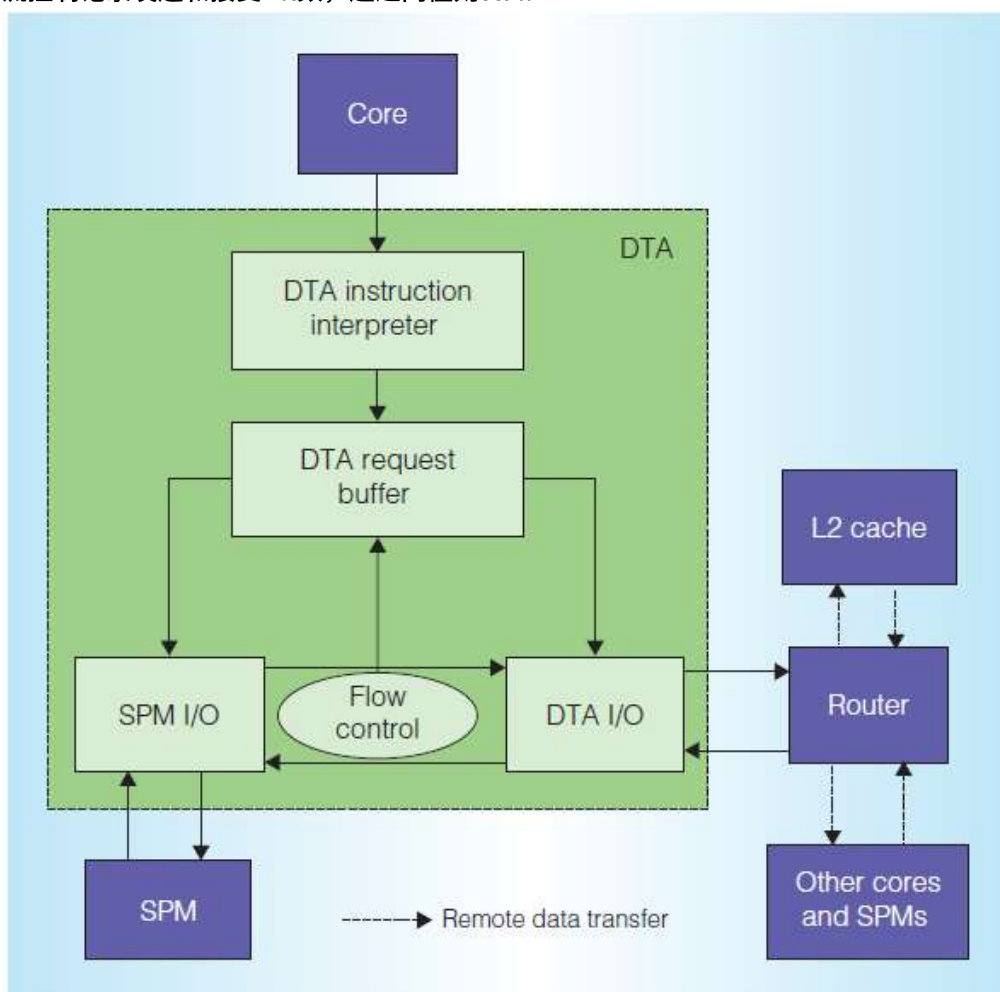 Core
DTA
DTA instruction
interpreter
DTA request
buffer
L2 cache
SPM I/O
Flow
control
DTA I/O
Router
SPM
Remote data transfer
Other cores
and SPMs